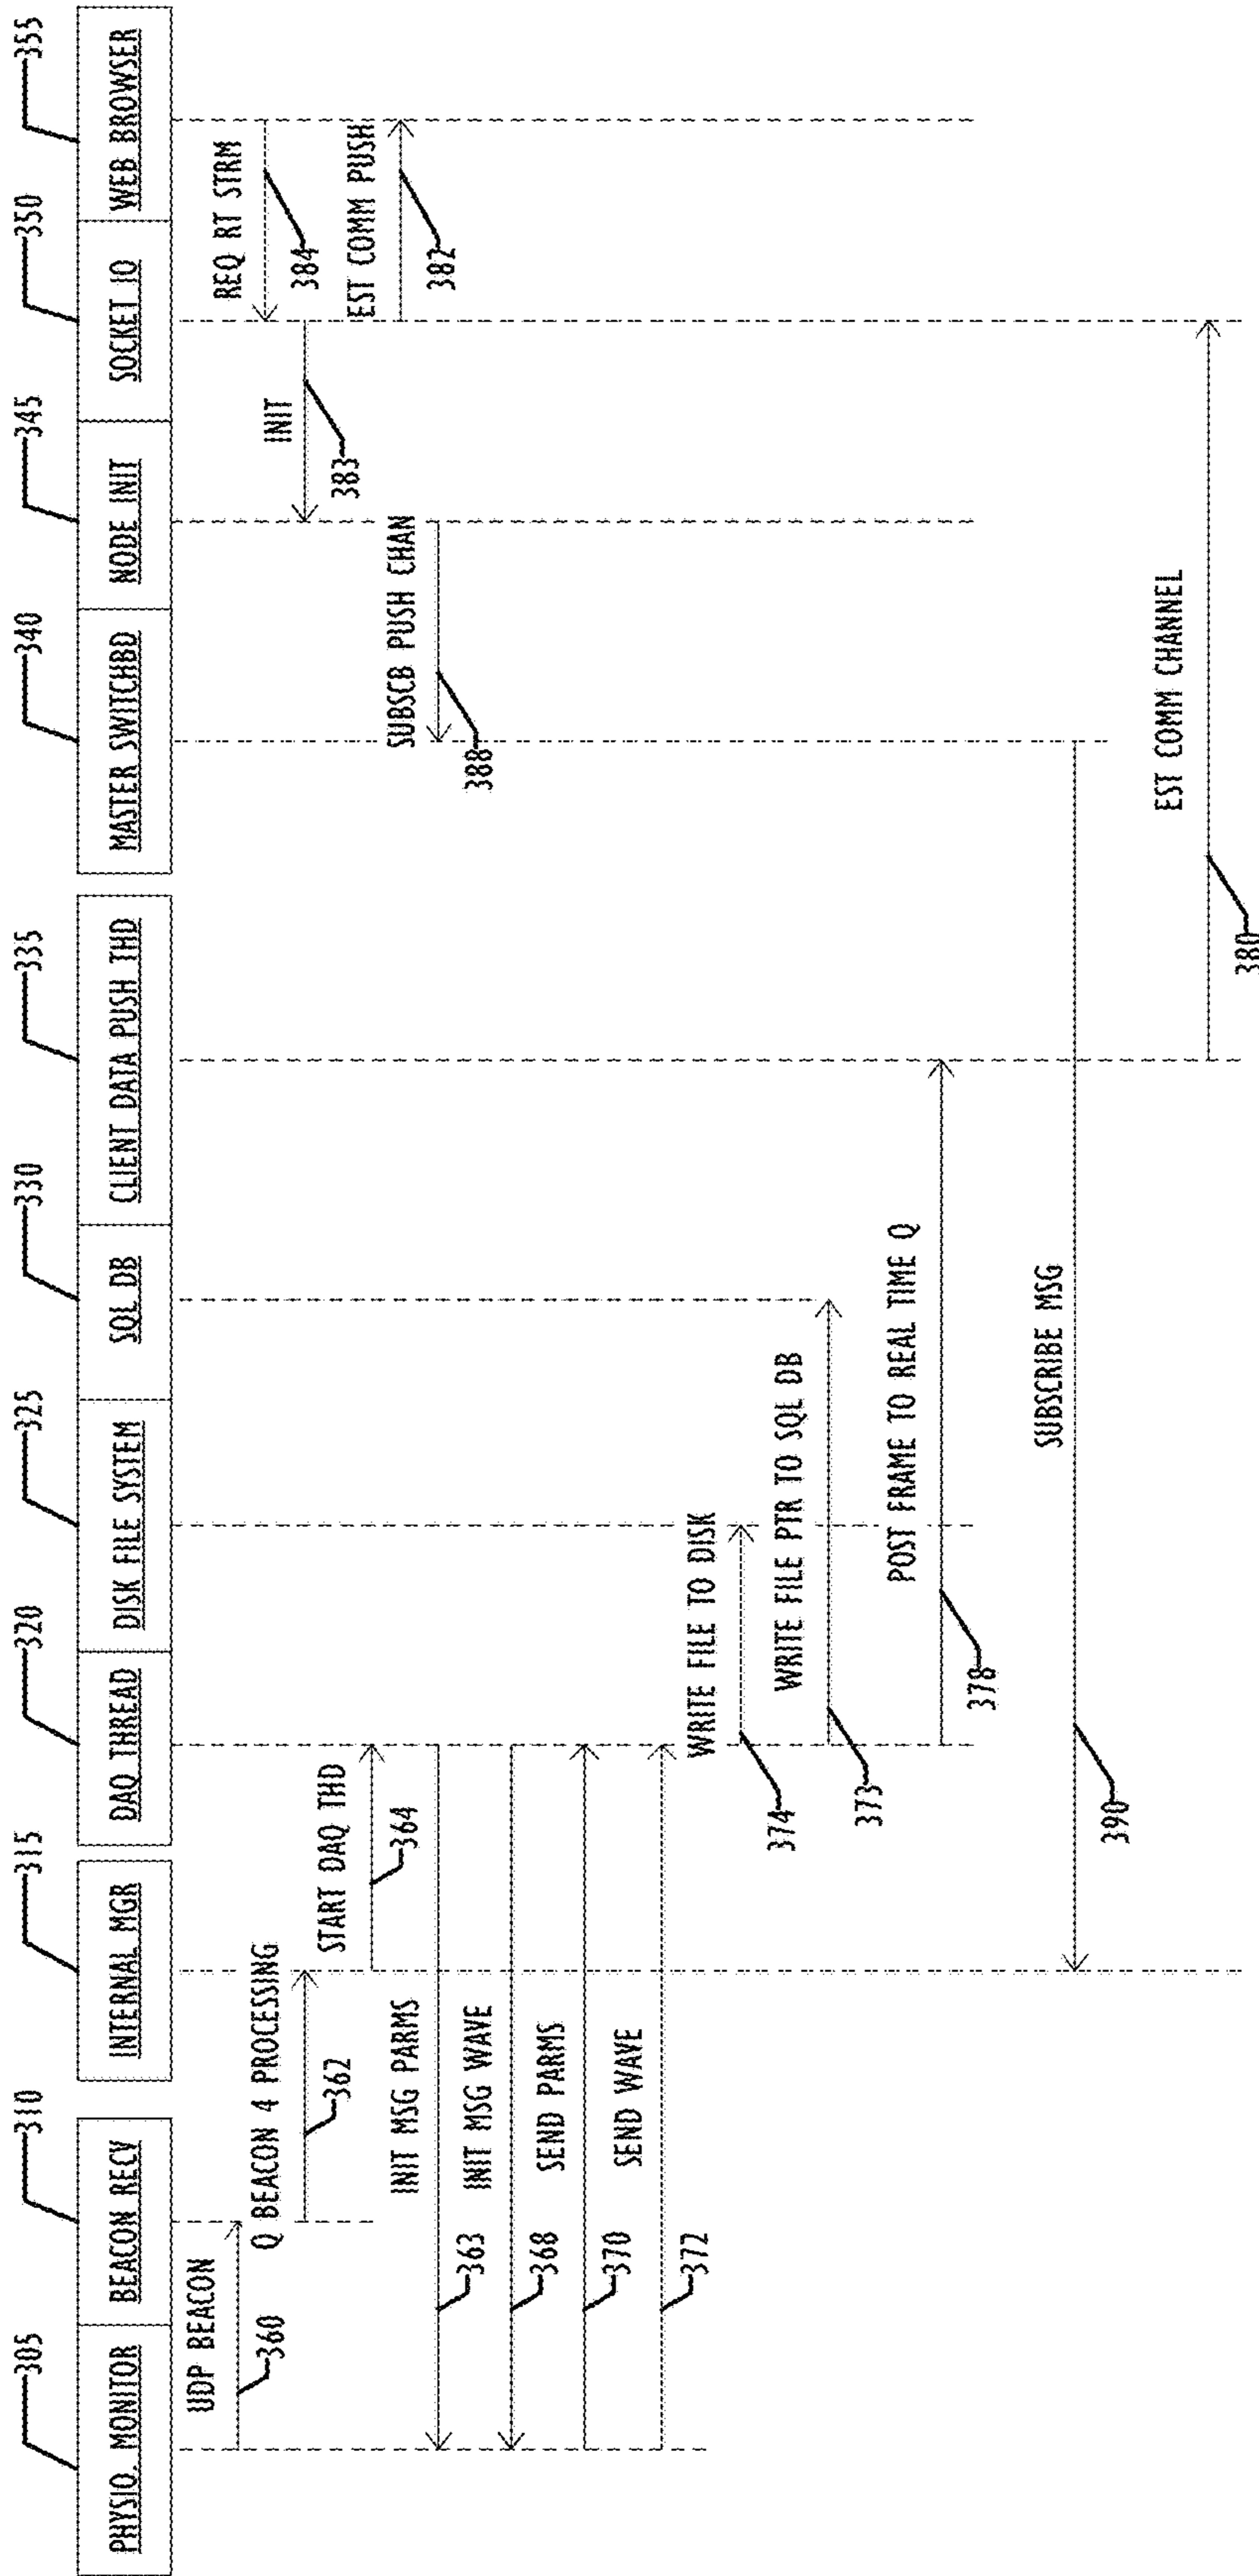 305
310
315
320
325
330
335
340
345
350
355
PHYSIO. MONITOR
BEACON RECV
INTERNAL MGR
DAQ THREAD
DISK FILE SYSTEM
SQL DB
CLIENT DATA PUSH THD
MASTER SWITCHBD
NODE INIT
SOCKET IO
WEB BROWSER
UDP BEACON
360
Q BEACON 4 PROCESSING
362
START DAQ THD
364
INIT MSG PARMS
363
INIT MSG WAVE
368
SEND PARMS
370
SEND WAVE
372
WRITE FILE TO DISK
374
WRITE FILE PTR TO SQL DB
373
POST FRAME TO REAL TIME Q
378
REQ RT STRM
384
INIT
383
EST COMM PUSH
382
SUBSCB PUSH CHAN
388
SUBSCRIBE MSG
390
EST COMM CHANNEL
380